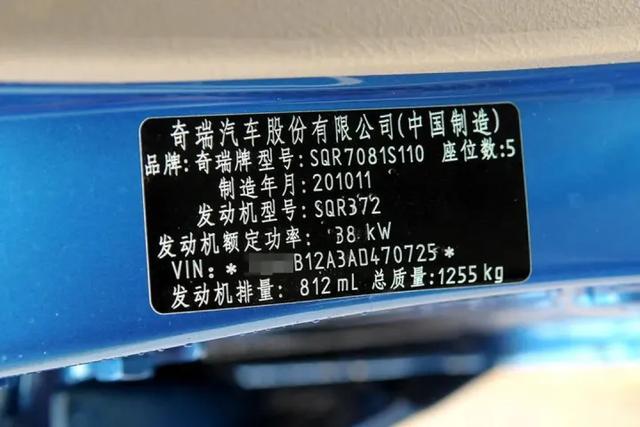 奇瑞汽车股份有限公司(中国制造)
品牌:奇瑞牌 型号:SQR7081S110 座位数:5
制造年月:201011
发动机型号:SQR372
发动机额定功率: 38 kW
VIN: * B12A3AD470725 *
发动机排量: 812 mL 总质量:1255 kg